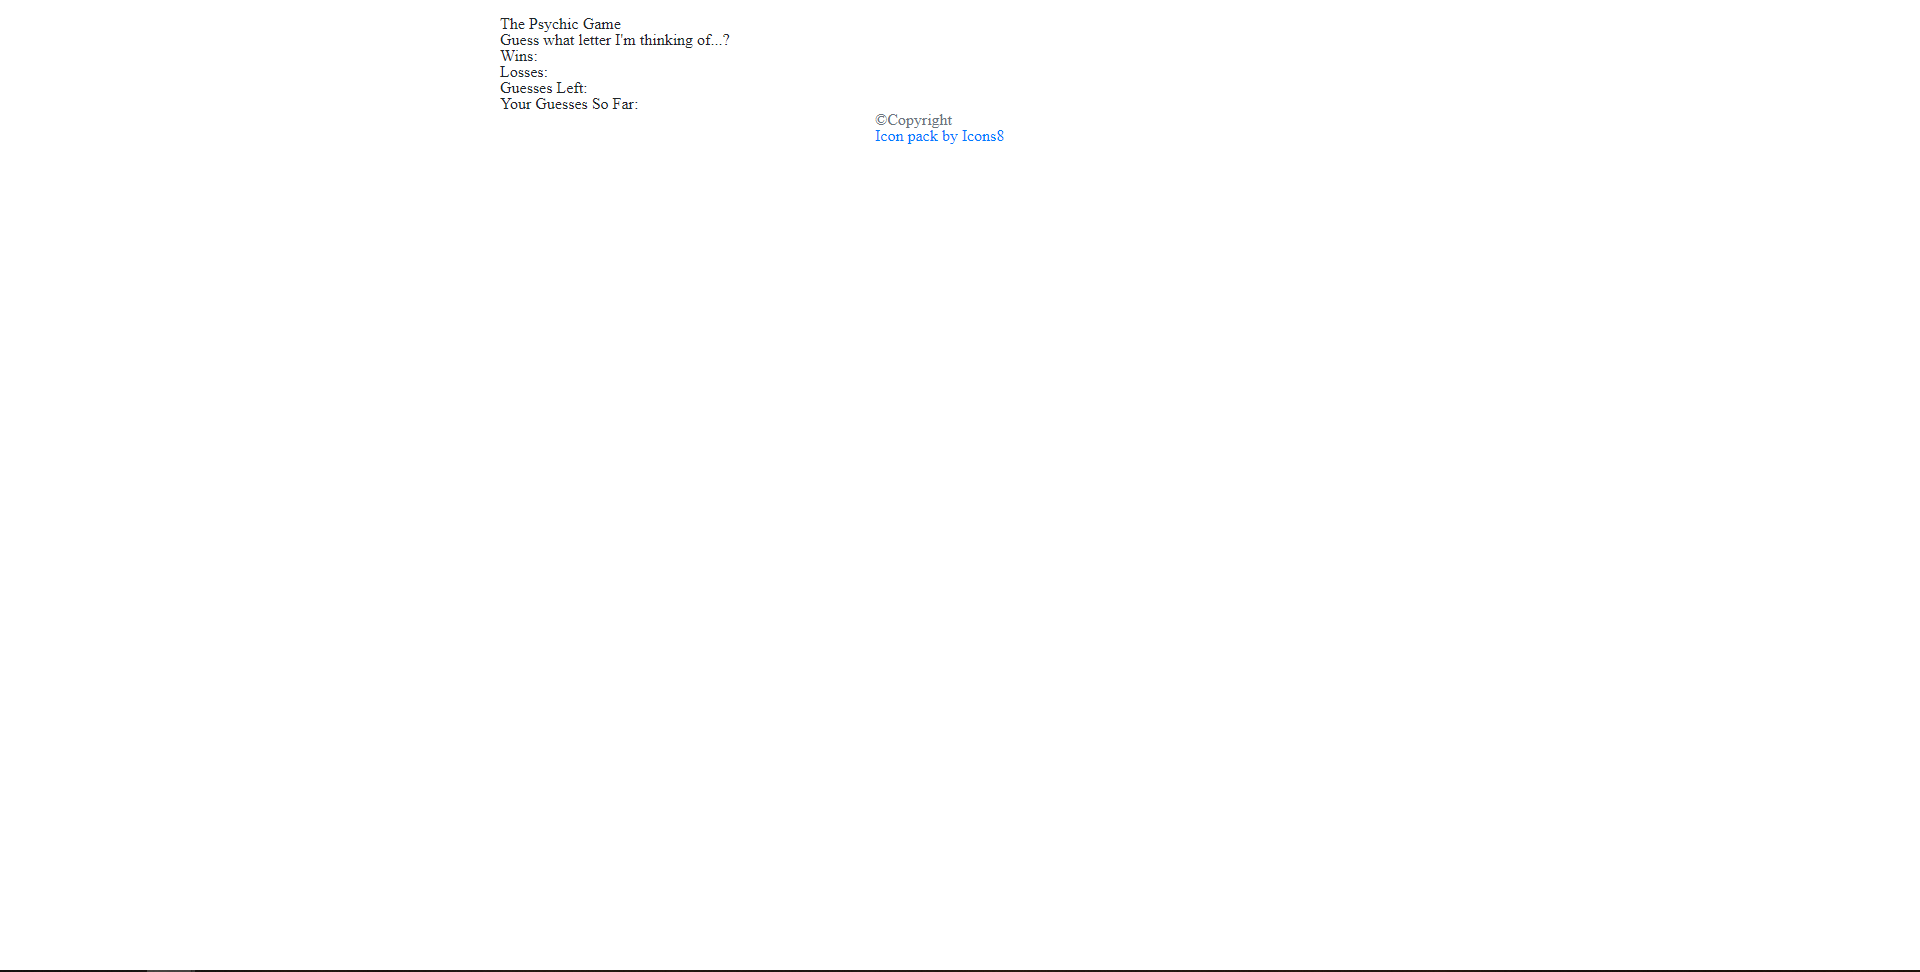 The Psychic Game
Guess what letter I'm thinking of...?
Wins:
Losses:
Guesses Left:
Your Guesses So Far:
©Copyright
Icon pack by Icons8